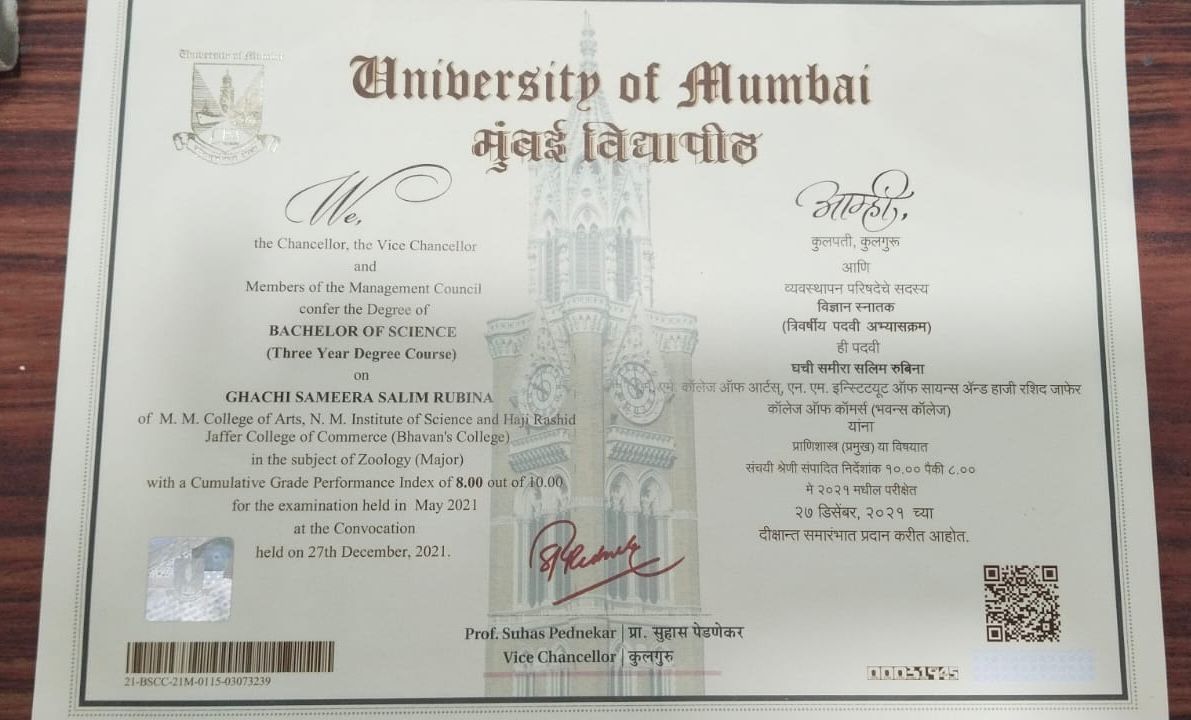 University of Mumbai
University of Mumbai
मुंबई विद्यापीठ
We,
the Chancellor, the Vice Chancellor
and
Members of the Management Council
confer the Degree of
BACHELOR OF SCIENCE
(Three Year Degree Course)
on
GHACHI SAMEERA SALIM RUBINA
of M. M. College of Arts, N. M. Institute of Science and Haji Rashid
Jaffer College of Commerce (Bhavan's College)
in the subject of Zoology (Major)
with a Cumulative Grade Performance Index of 8.00 out of 10.00
for the examination held in May 2021
at the Convocation
held on 27th December, 2021.
आम्ही,
कुलपती, कुलगुरू
आणि
व्यवस्थापन परिषदेचे सदस्य
विज्ञान स्नातक
(त्रिवर्षीय पदवी अभ्यासक्रम)
ही पदवी
घची समीरा सलिम रुबिना
एम. कॉलेज ऑफ आर्टस्, एन. एम. इन्स्टिटयूट ऑफ सायन्स अ‍ॅन्ड हाजी रशिद जाफेर
कॉलेज ऑफ कॉमर्स (भवन्स कॉलेज)
यांना
प्राणिशास्त्र (प्रमुख) या विषयात
संचयी श्रेणी संपादित निर्देशांक १०.०० पैकी ८.००
मे २०२१ मधील परीक्षेत
२७ डिसेंबर, २०२१ च्या
दीक्षान्त समारंभात प्रदान करीत आहोत.
Prof. Suhas Pednekar | प्रा. सुहास पेडणेकर
Vice Chancellor | कुलगुरु
21-BSCC-21M-0115-03073239
00031945